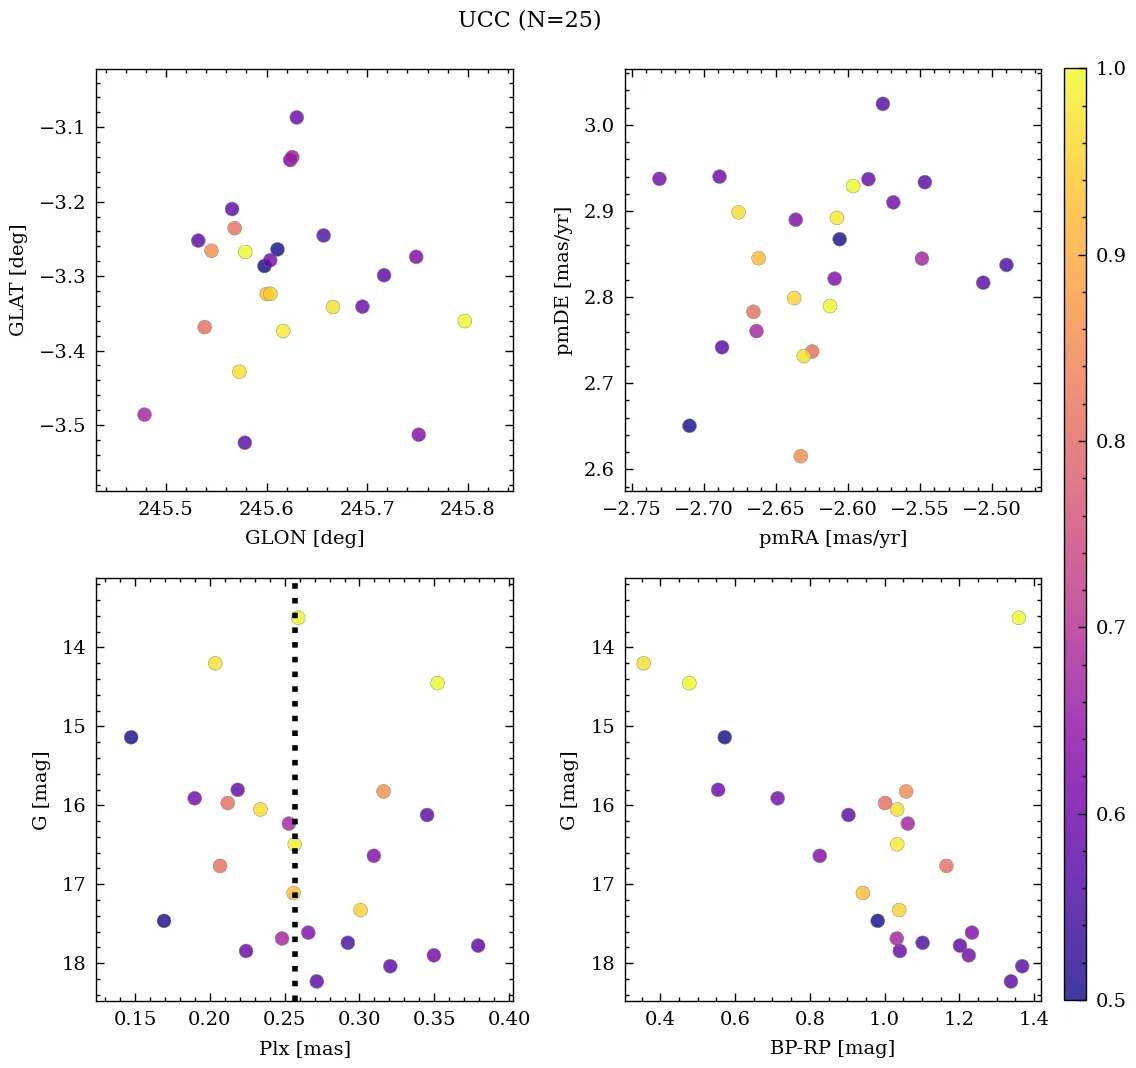 UCC (N=25)
−3.1
−3.2
−3.3
−3.4
−3.5
GLAT [deg]
245.5 245.6 245.7 245.8
GLON [deg]
3.0
2.9
2.8
2.7
2.6
pmDE [mas/yr]
−2.75 −2.70 −2.65 −2.60 −2.55 −2.50
pmRA [mas/yr]
1.0
0.9
0.8
0.7
0.6
0.5
14
15
16
17
18
G [mag]
0.15 0.20 0.25 0.30 0.35 0.40
Plx [mas]
14
15
16
17
18
G [mag]
0.4 0.6 0.8 1.0 1.2 1.4
BP-RP [mag]